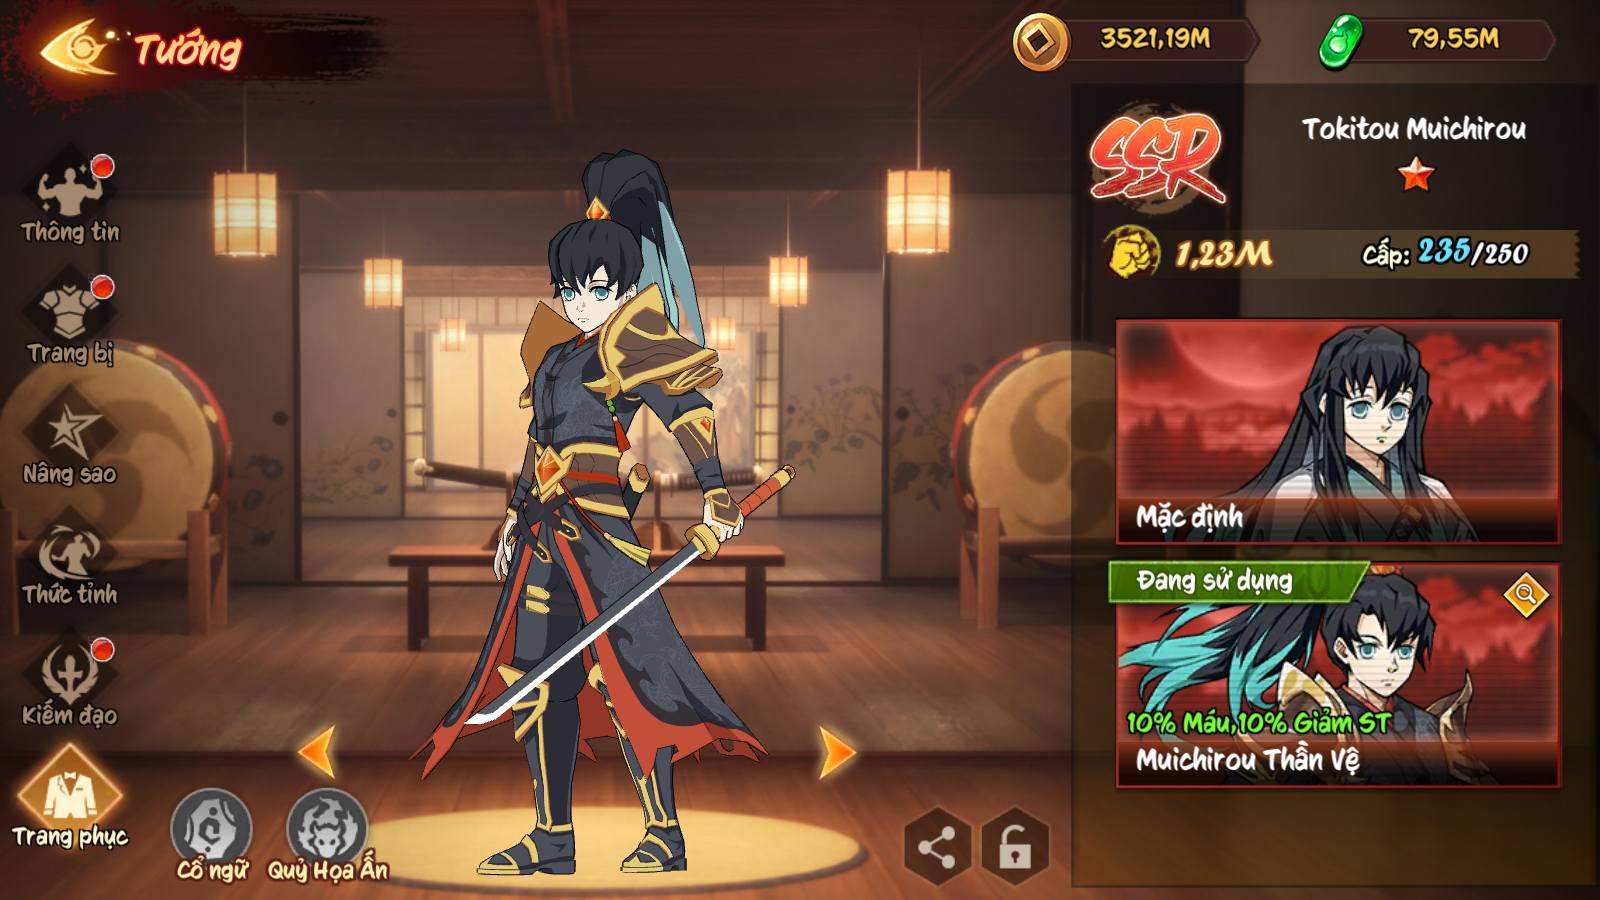 Tướng
3521,19M
79,55M
Thông tin
Trang bị
Nâng sao
Thức tỉnh
Kiếm đạo
Trang phục
Cổ ngữ
Quỷ Họa Ấn
SSR
Tokitou Muichirou
1,23M
Cấp: 235/250
Mặc định
Đang sử dụng
10% Máu,10% Giảm ST
Muichirou Thần Vệ